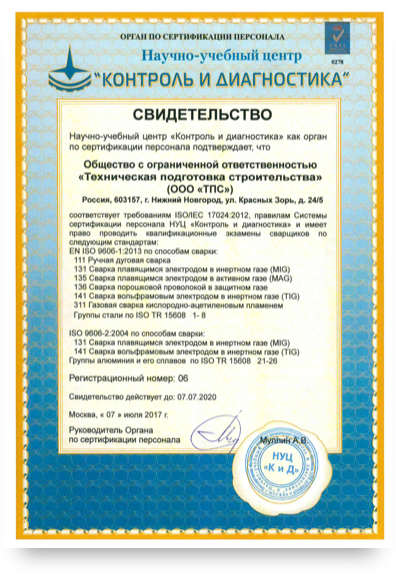 ОРГАН ПО СЕРТИФИКАЦИИ ПЕРСОНАЛА
Научно-учебный центр
"КОНТРОЛЬ И ДИАГНОСТИКА"
UKAS
0278
СВИДЕТЕЛЬСТВО
Научно-учебный центр «Контроль и диагностика» как орган
по сертификации персонала подтверждает, что
Общество с ограниченной ответственностью
«Техническая подготовка строительства»
(ООО «ТПС»)
Россия, 603157, г. Нижний Новгород, ул. Красных Зорь, д. 24/5
соответствует требованиям ISO/IEC 17024:2012, правилам Системы
сертификации персонала НУЦ «Контроль и диагностика» и имеет
право проводить квалификационные экзамены сварщиков по
следующим стандартам:
EN ISO 9606-1:2013 по способам сварки:
111 Ручная дуговая сварка
131 Сварка плавящимся электродом в инертном газе (MIG)
135 Сварка плавящимся электродом в активном газе (MAG)
136 Сварка порошковой проволокой в защитном газе
141 Сварка вольфрамовым электродом в инертном газе (TIG)
311 Газовая сварка кислородно-ацетиленовым пламенем
Группы стали по ISO TR 15608 1- 8
ISO 9606-2:2004 по способам сварки:
131 Сварка плавящимся электродом в инертном газе (MIG)
141 Сварка вольфрамовым электродом в инертном газе (TIG)
Группы алюминия и его сплавов по ISO TR 15608 21-26
Регистрационный номер: 06
Свидетельство действует до: 07.07.2020
Москва, « 07 » июля 2017 г.
Руководитель Органа
по сертификации персонала
Муллин А.В.
НУЦ
«К и Д»